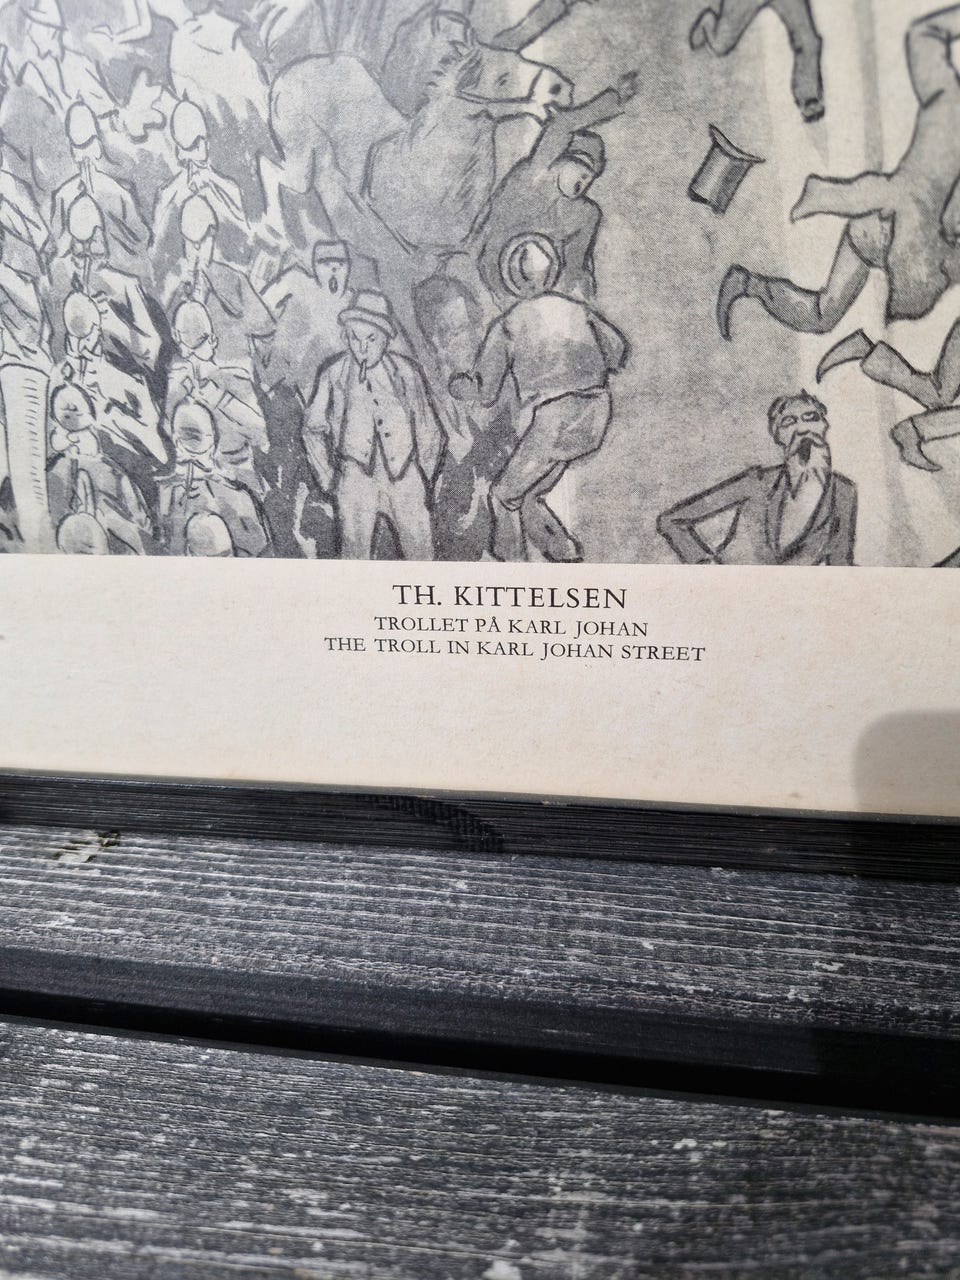 TH. KITTELSEN
TROLLET PÅ KARL JOHAN
THE TROLL IN KARL JOHAN STREET